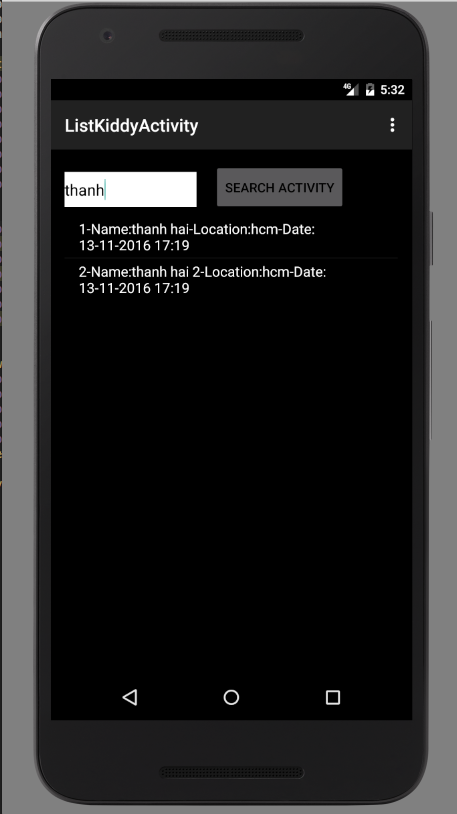 4G 5:32
ListKiddyActivity
thanh
SEARCH ACTIVITY
1-Name:thanh hai-Location:hcm-Date:
13-11-2016 17:19
2-Name:thanh hai 2-Location:hcm-Date:
13-11-2016 17:19